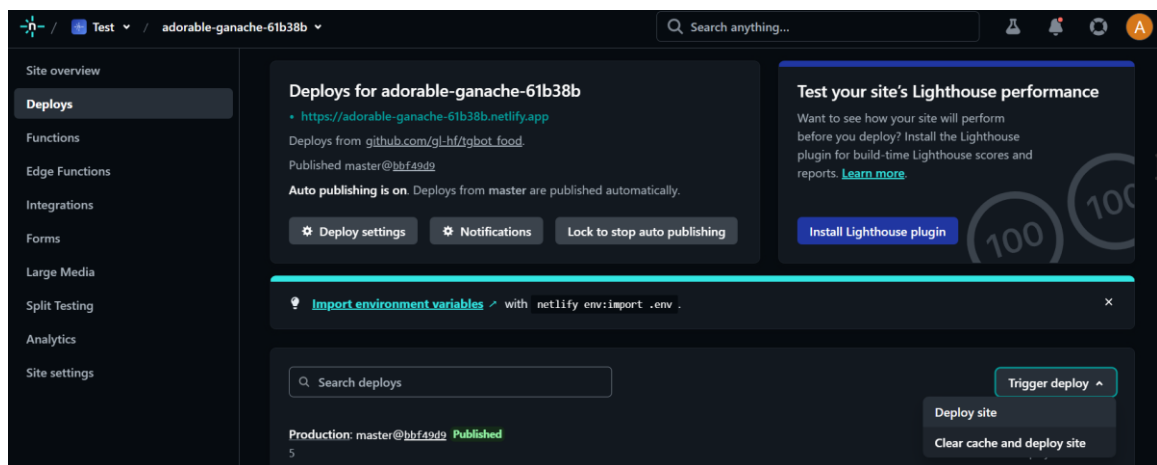 Test / adorable-ganache-61b38b
Search anything...
A
Site overview
Deploys
Functions
Edge Functions
Integrations
Forms
Large Media
Split Testing
Analytics
Site settings
Deploys for adorable-ganache-61b38b
• https://adorable-ganache-61b38b.netlify.app
Deploys from github.com/gl-hf/tgbot_food.
Published master@bbf49d9
Auto publishing is on. Deploys from master are published automatically.
Deploy settings
Notifications
Lock to stop auto publishing
Test your site's Lighthouse performance
Want to see how your site will perform
before you deploy? Install the Lighthouse
plugin for build-time Lighthouse scores and
reports. Learn more.
Install Lighthouse plugin
100
100
Import environment variables ↗ with netlify env:import .env .
Search deploys
Trigger deploy
Deploy site
Clear cache and deploy site
Production: master@bbf49d9 Published
5